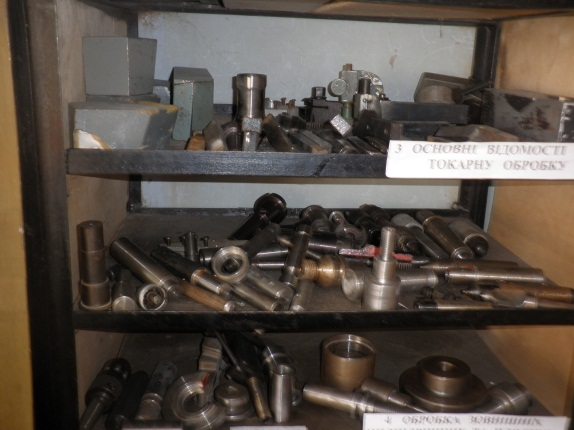 3 ОСНОВНІ ВІДОМОСТІ
ТОКАРНУ ОБРОБКУ
4. ОБРОБКА ЗОВНІШНІХ